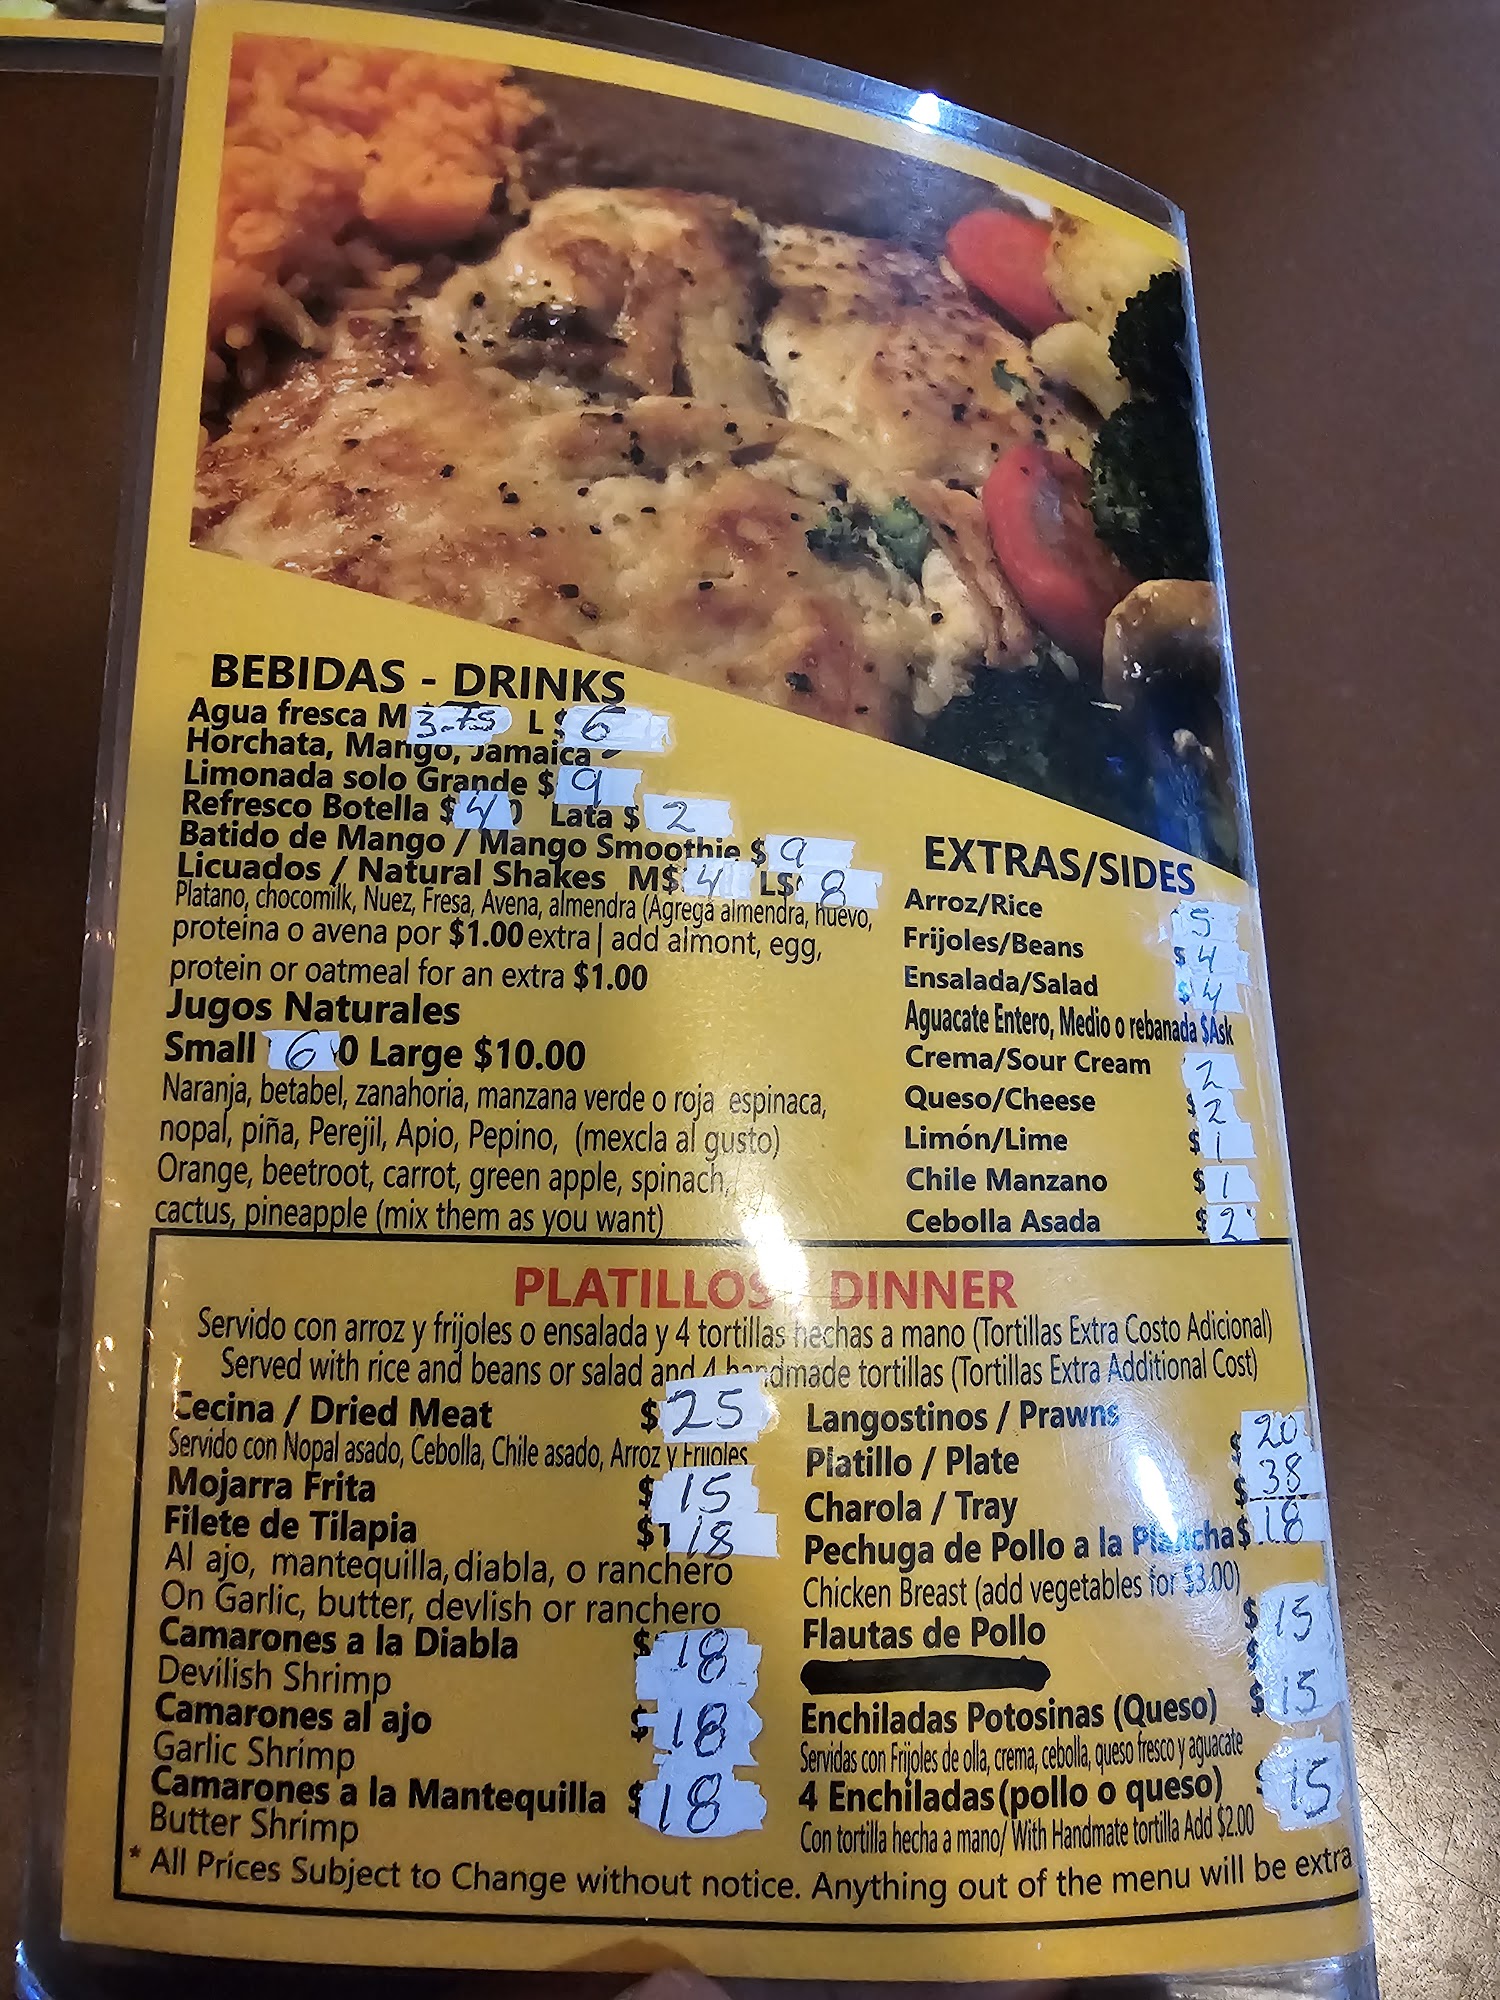 BEBIDAS - DRINKS
Agua fresca M 3.75 L $ 6
Horchata, Mango, Jamaica
Limonada solo Grande $ 9
Refresco Botella $ 4 0 Lata $ 2
Batido de Mango / Mango Smoothie $ 9
Licuados / Natural Shakes M$ 4 L$ 8
Platano, chocomilk, Nuez, Fresa, Avena, almendra (Agrega almendra, huevo,
proteína o avena por $1.00 extra | add almont, egg,
protein or oatmeal for an extra $1.00
Jugos Naturales
Small 6 0 Large $10.00
Naranja, betabel, zanahoria, manzana verde o roja espinaca,
nopal, piña, Perejil, Apio, Pepino, (mexcla al gusto)
Orange, beetroot, carrot, green apple, spinach,
cactus, pineapple (mix them as you want)
EXTRAS/SIDES
Arroz/Rice 5
Frijoles/Beans $ 4
Ensalada/Salad $ 4
Aguacate Entero, Medio o rebanada $Ask
Crema/Sour Cream 2
Queso/Cheese $ 2
Limón/Lime $ 1
Chile Manzano $ 1
Cebolla Asada $ 2
PLATILLOS DINNER
Servido con arroz y frijoles o ensalada y 4 tortillas hechas a mano (Tortillas Extra Costo Adicional)
Served with rice and beans or salad and 4 handmade tortillas (Tortillas Extra Additional Cost)
Cecina / Dried Meat $ 25
Servido con Nopal asado, Cebolla, Chile asado, Arroz y Frijoles
Mojarra Frita $ 15
Filete de Tilapia $1 18
Al ajo, mantequilla, diabla, o ranchero
On Garlic, butter, devlish or ranchero
Camarones a la Diabla $ 18
Devilish Shrimp
Camarones al ajo $ 18
Garlic Shrimp
Camarones a la Mantequilla $ 18
Butter Shrimp
Langostinos / Prawns
Platillo / Plate $ 20
Charola / Tray $ 38
Pechuga de Pollo a la Plancha $ 18
Chicken Breast (add vegetables for $3.00)
Flautas de Pollo $ 15
Enchiladas Potosinas (Queso) $ 15
Servidas con Frijoles de olla, crema, cebolla, queso fresco y aguacate
4 Enchiladas (pollo o queso) $ 15
Con tortilla hecha a mano/ With Handmate tortilla Add $2.00
* All Prices Subject to Change without notice. Anything out of the menu will be extra